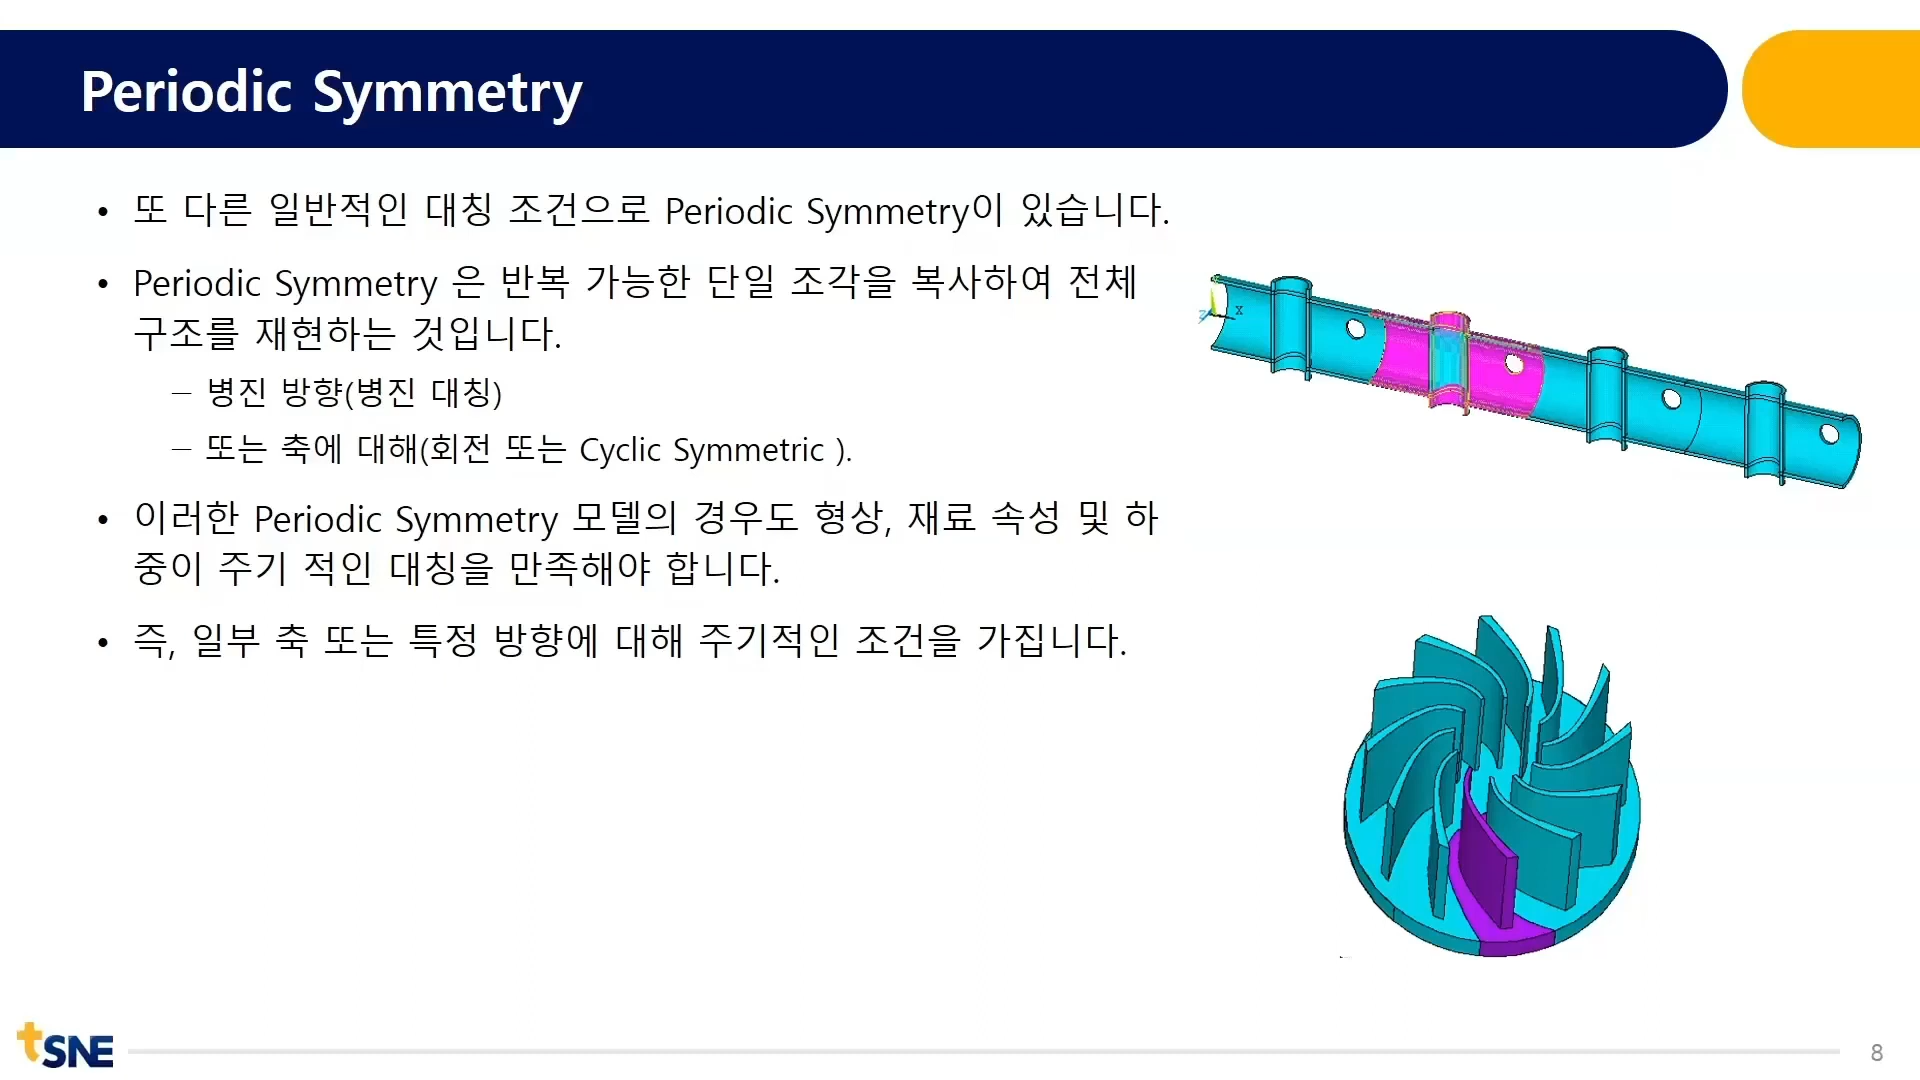 Periodic Symmetry
• 또 다른 일반적인 대칭 조건으로 Periodic Symmetry이 있습니다.
• Periodic Symmetry 은 반복 가능한 단일 조각을 복사하여 전체
구조를 재현하는 것입니다.
– 병진 방향(병진 대칭)
– 또는 축에 대해(회전 또는 Cyclic Symmetric ).
• 이러한 Periodic Symmetry 모델의 경우도 형상, 재료 속성 및 하
중이 주기 적인 대칭을 만족해야 합니다.
• 즉, 일부 축 또는 특정 방향에 대해 주기적인 조건을 가집니다.
Z X
tSNE
8